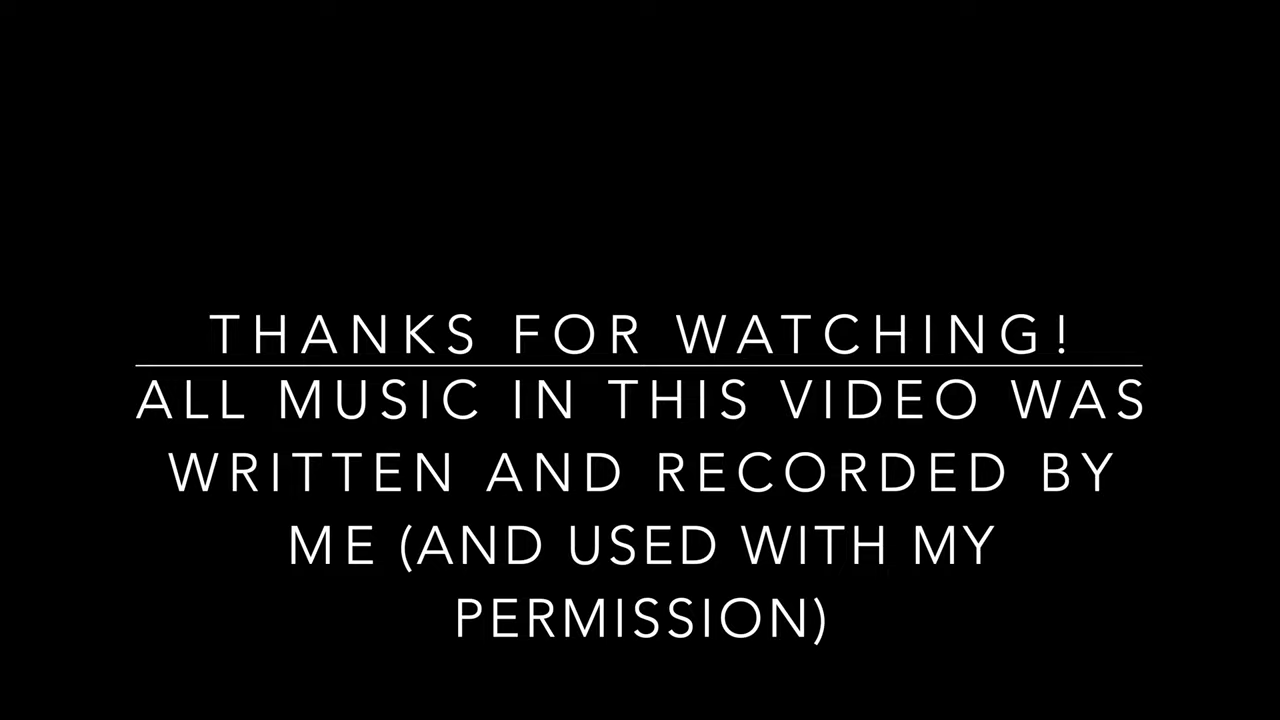 THANKS FOR WATCHING!
ALL MUSIC IN THIS VIDEO WAS
WRITTEN AND RECORDED BY
ME (AND USED WITH MY
PERMISSION)